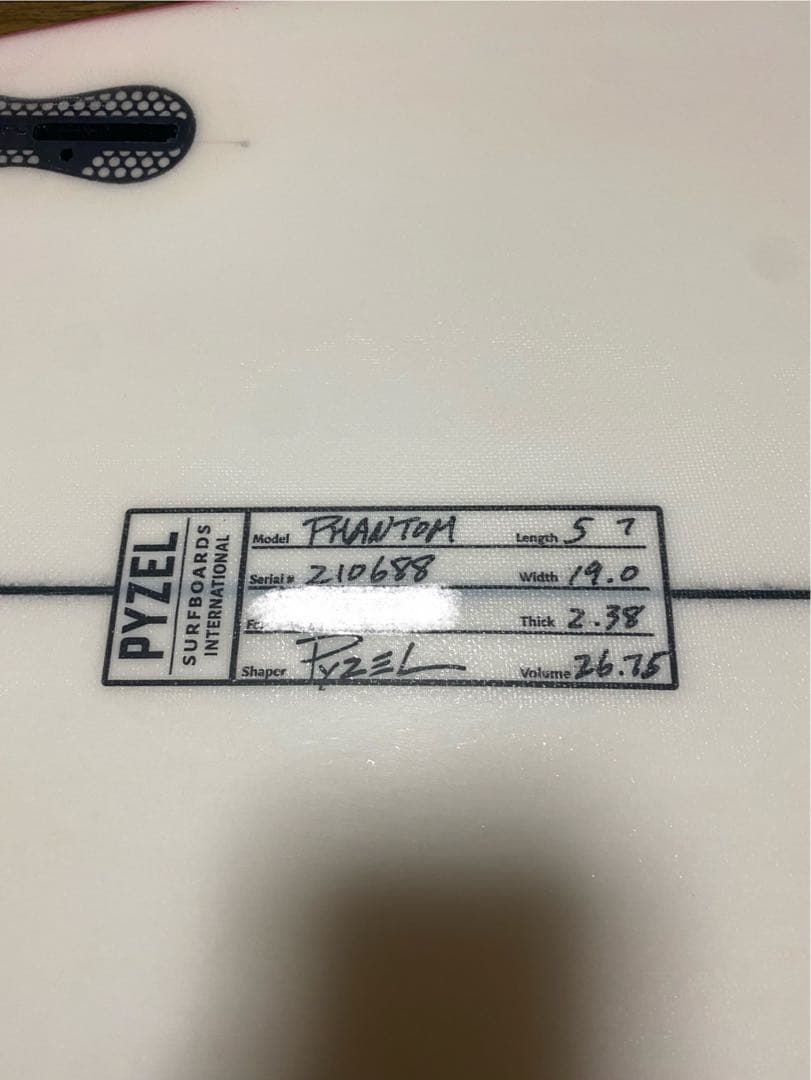 PYZEL
SURFBOARDS
INTERNATIONAL
Model PHANTOM
Length 5 7
Serial # 210688
Width 19.0
Thick 2.38
Shaper PYZEL
Volume 26.75